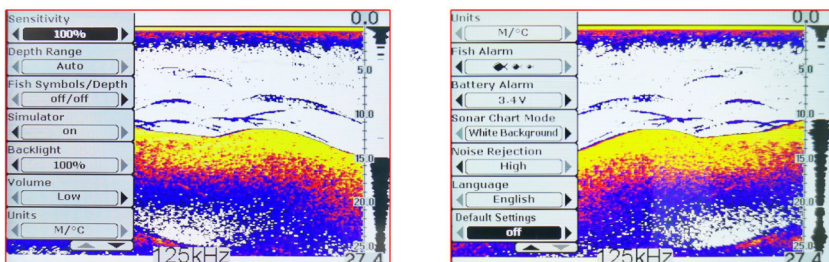 Sensitivity
100%
Depth Range
Auto
Fish Symbols/Depth
off/off
Simulator
on
Backlight
100%
Volume
Low
Units
M/°C
0.0
5.0
10.0
15.0
20.0
25.0
27.4
125kHz
Units
M/°C
Fish Alarm
Battery Alarm
3.4V
Sonar Chart Mode
White Background
Noise Rejection
High
Language
English
Default Settings
off
0.0
5.0
10.0
15.0
20.0
25.0
27.4
125kHz